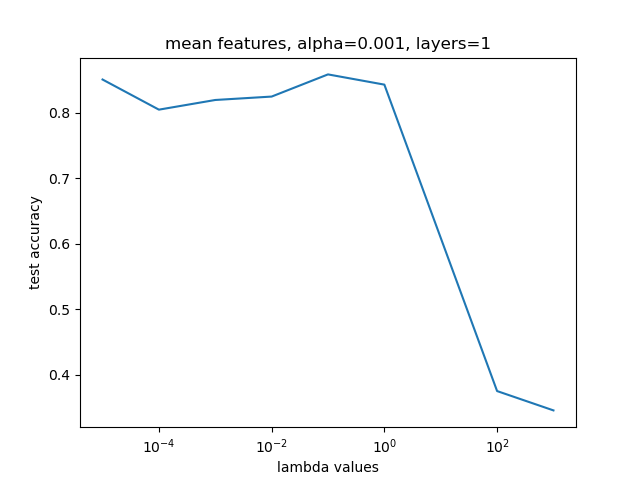 mean features, alpha=0.001, layers=1
test accuracy
0.8
0.7
0.6
0.5
0.4
10⁻⁴ 10⁻² 10⁰ 10²
lambda values